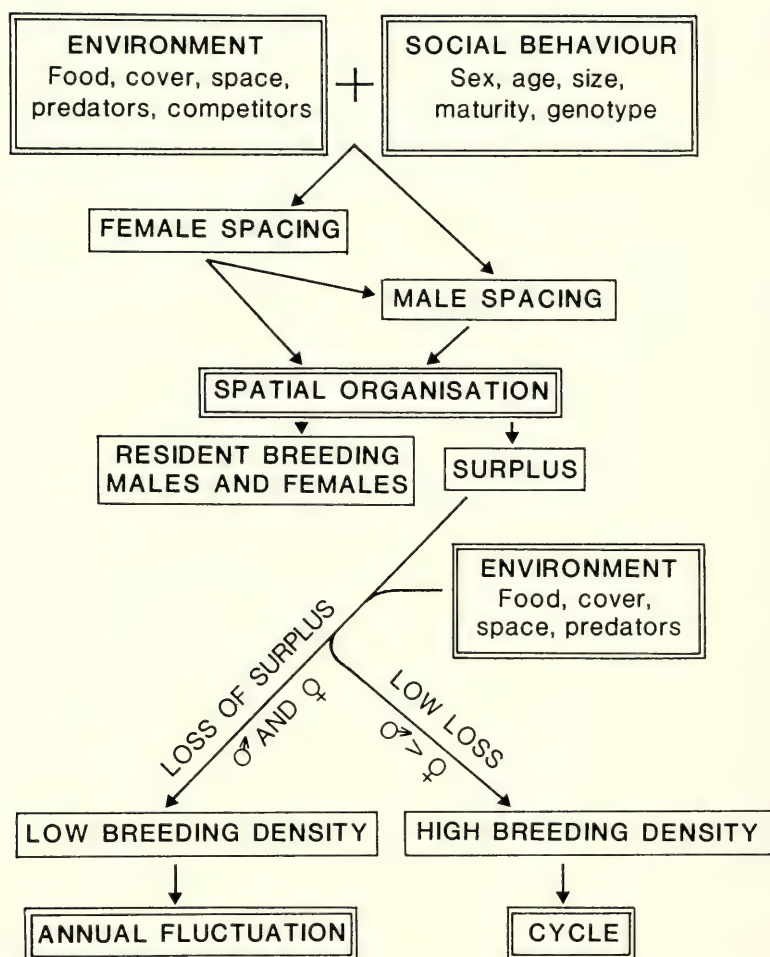 ENVIRONMENT
Food, cover, space,
predators, competitors
+
SOCIAL BEHAVIOUR
Sex, age, size,
maturity, genotype
FEMALE SPACING
MALE SPACING
SPATIAL ORGANISATION
RESIDENT BREEDING
MALES AND FEMALES
SURPLUS
ENVIRONMENT
Food, cover,
space, predators
LOSS OF SURPLUS
♂ AND ♀
LOW LOSS
♂ > ♀
LOW BREEDING DENSITY
HIGH BREEDING DENSITY
ANNUAL FLUCTUATION
CYCLE